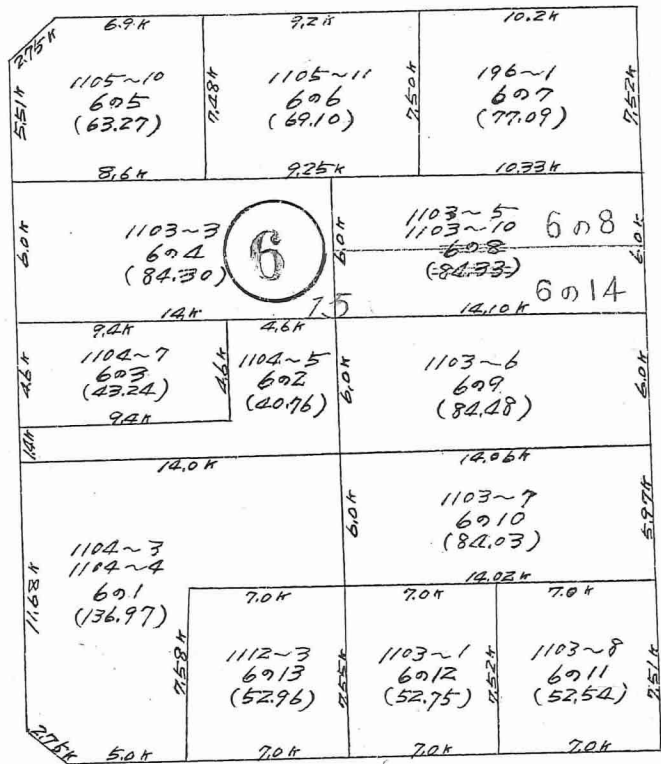 6.9K
9.2K
10.2K
2.75K
5.51K
1105~10
6の5
(63.27)
7.48K
1105~11
6の6
(69.10)
7.50K
196~1
6の7
(77.09)
7.52K
8.6K
9.25K
10.33K
6.0K
1103~3
6の4
(84.30)
6
6.0K
1103~5
1103~10
6の8
(84.33)
6の8
6の14
6.0K
14K
15
14.10K
9.4K
4.6K
4.6K
1104~7
6の3
(43.24)
4.6K
1104~5
6の2
(40.76)
6.0K
1103~6
6の9
(84.48)
6.0K
9.4K
1.4K
14.0K
14.06K
6.0K
1103~7
6の10
(84.03)
5.97K
14.02K
11.68K
1104~3
1104~4
6の1
(136.97)
7.0K
7.0K
7.0K
7.58K
1112~3
6の13
(52.96)
7.55K
1103~1
6の12
(52.75)
7.52K
1103~8
6の11
(52.54)
7.51K
2.75K
5.0K
7.0K
7.0K
7.0K